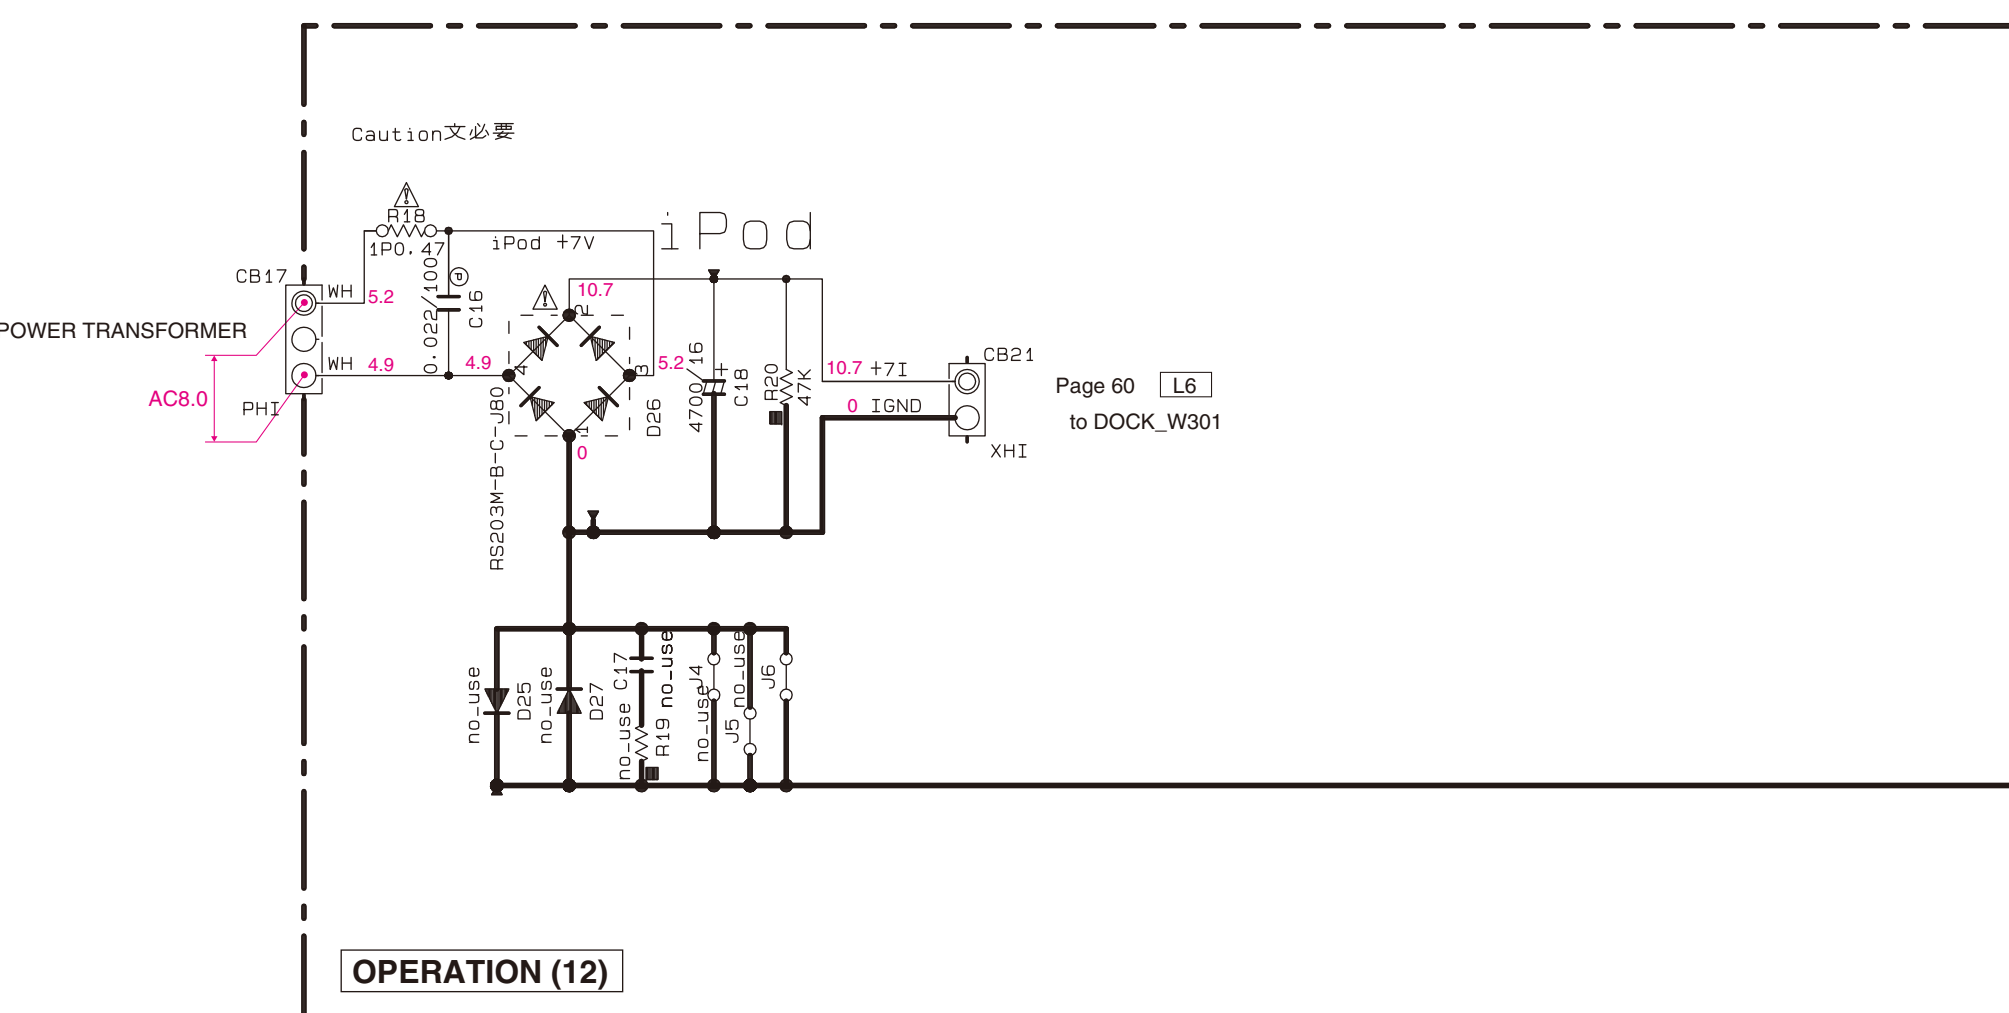 Caution文必要
R18
1P0.47
iPod +7V
iPod
CB17
WH
5.2
0.022/100
P
C16
10.7
POWER TRANSFORMER
WH
4.9
4.9
AC8.0
PHI
2
4
3
1
5.2
0
D26
RS203M-B-C-J80
4700/16
+
C18
R20
47K
10.7 +7I
0 IGND
CB21
XHI
Page 60 L6
to DOCK_W301
no_use
D25
no_use
D27
C17
no_use
no_use
R19
J4
no_use
no_use
J5
J6
OPERATION (12)